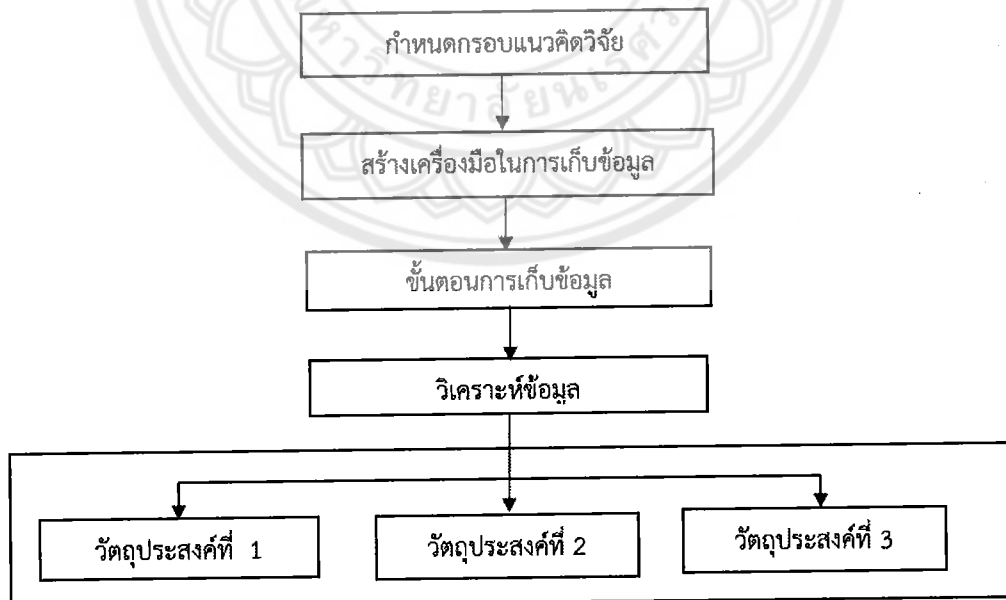 กำหนดกรอบแนวคิดวิจัย
สร้างเครื่องมือในการเก็บข้อมูล
ขั้นตอนการเก็บข้อมูล
วิเคราะห์ข้อมูล
วัตถุประสงค์ที่ 1
วัตถุประสงค์ที่ 2
วัตถุประสงค์ที่ 3